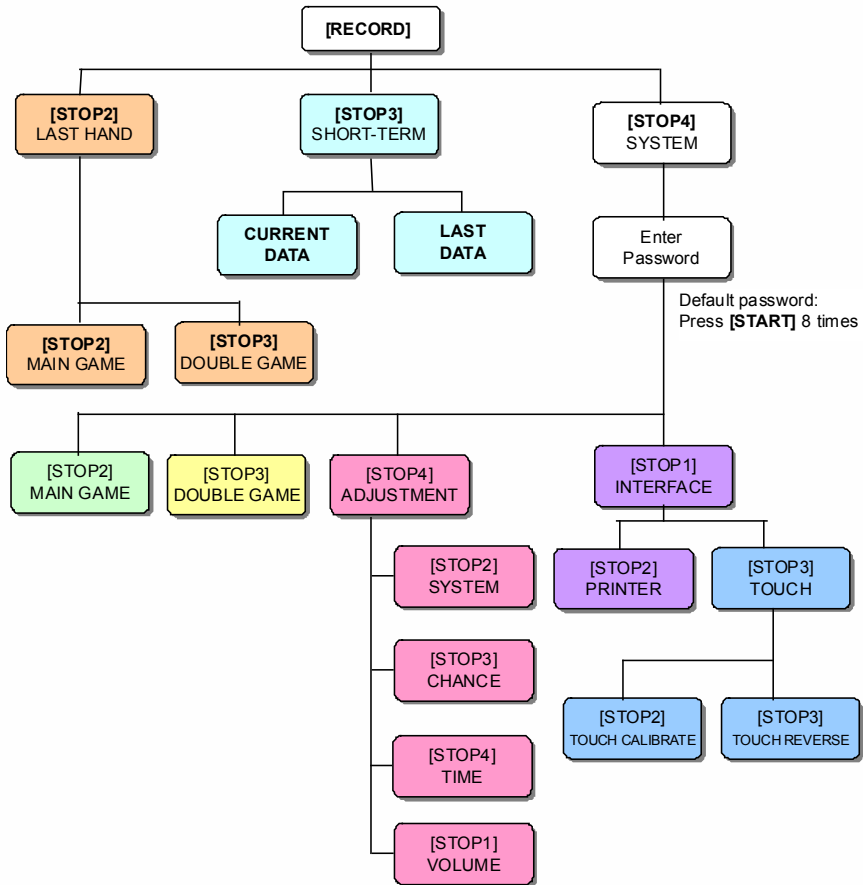 [RECORD]
[STOP2]
LAST HAND
[STOP3]
SHORT-TERM
[STOP4]
SYSTEM
CURRENT
DATA
LAST
DATA
Enter
Password
Default password:
Press [START] 8 times
[STOP2]
MAIN GAME
[STOP3]
DOUBLE GAME
[STOP2]
MAIN GAME
[STOP3]
DOUBLE GAME
[STOP4]
ADJUSTMENT
[STOP1]
INTERFACE
[STOP2]
SYSTEM
[STOP3]
CHANCE
[STOP4]
TIME
[STOP1]
VOLUME
[STOP2]
PRINTER
[STOP3]
TOUCH
[STOP2]
TOUCH CALIBRATE
[STOP3]
TOUCH REVERSE